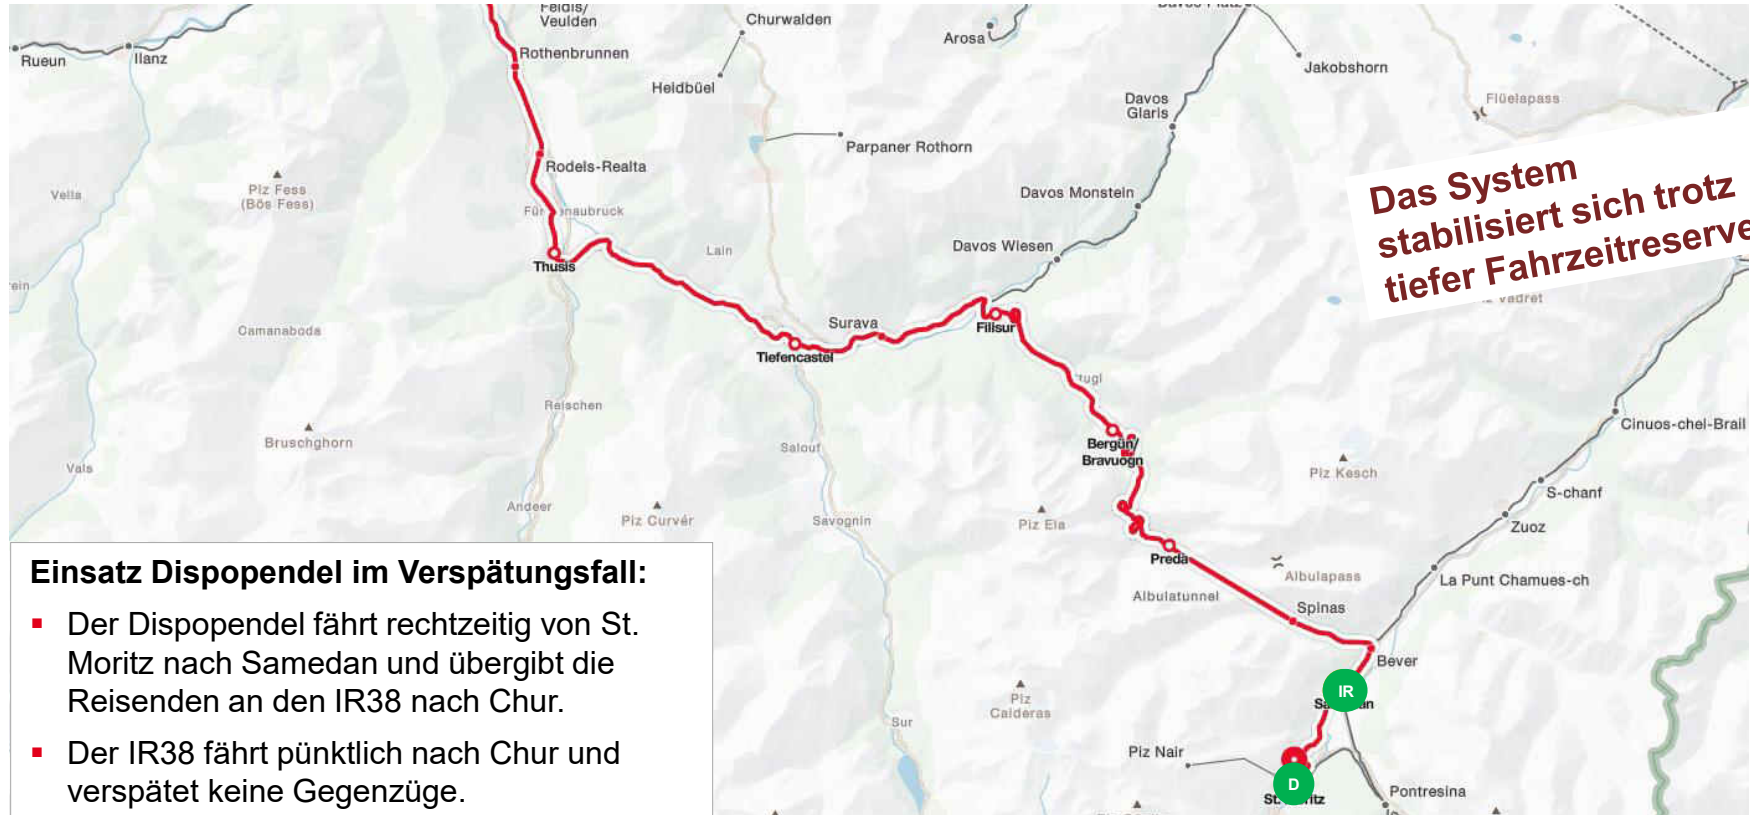 Feldis/
Veulden
Churwalden
Arosa
Rueun
Ilanz
Rothenbrunnen
Heidbüel
Jakobshorn
Davos
Glaris
Flüelapass
Parpaner Rothorn
Rodels-Realta
Vella
Piz Fess
(Bös Fess)
Davos Monstein
Das System
stabilisiert sich trotz
tiefer Fahrzeitreserve
Lain
Davos Wiesen
Thusis
Camanaboda
Surava
Filisur
Tiefencastel
Reischen
Cinuos-chel-Brail
Bruschghorn
Salouf
Bergün/
Bravuogn
Vals
Piz Kesch
S-chanf
Andeer
Piz Curvér
Savognin
Piz Ela
Zuoz
Preda
Albulapass
La Punt Chamues-ch
Albulatunnel
Spinas
Bever
IR
Piz
Calderas
Sur
Piz Nair
D
Pontresina
Einsatz Dispopendel im Verspätungsfall:
▪ Der Dispopendel fährt rechtzeitig von St.
Moritz nach Samedan und übergibt die
Reisenden an den IR38 nach Chur.
▪ Der IR38 fährt pünktlich nach Chur und
verspätet keine Gegenzüge.